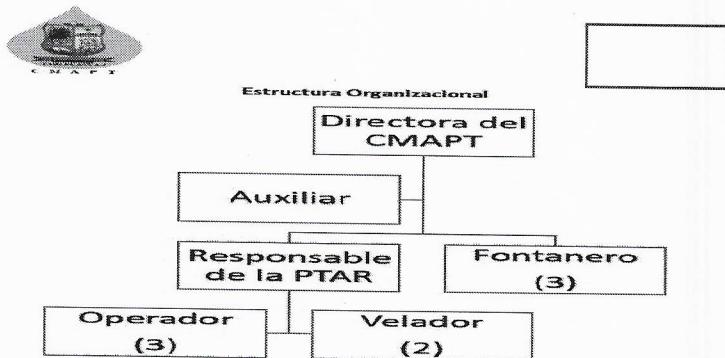 C M A P T
Estructura Organizacional
Directora del
CMAPT
Auxiliar
Responsable
de la PTAR
Fontanero
(3)
Operador
(3)
Velador
(2)